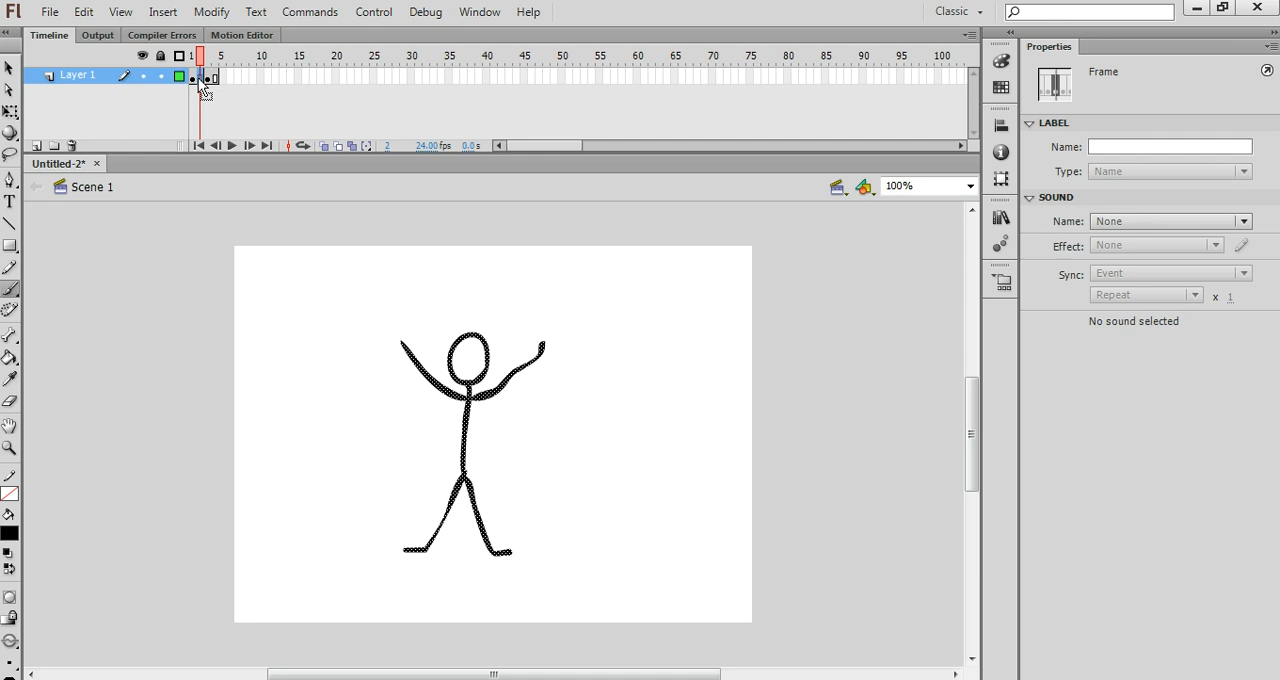 Fl File Edit View Insert Modify Text Commands Control Debug Window Help Classic
Timeline Output Compiler Errors Motion Editor
1 5 10 15 20 25 30 35 40 45 50 55 60 65 70 75 80 85 90 95 100
Layer 1
2 24.00fps 0.0s
Untitled-2*
Scene 1
100%
T
Properties
Frame
LABEL
Name:
Type: Name
SOUND
Name: None
Effect: None
Sync: Event
Repeat x 1
No sound selected